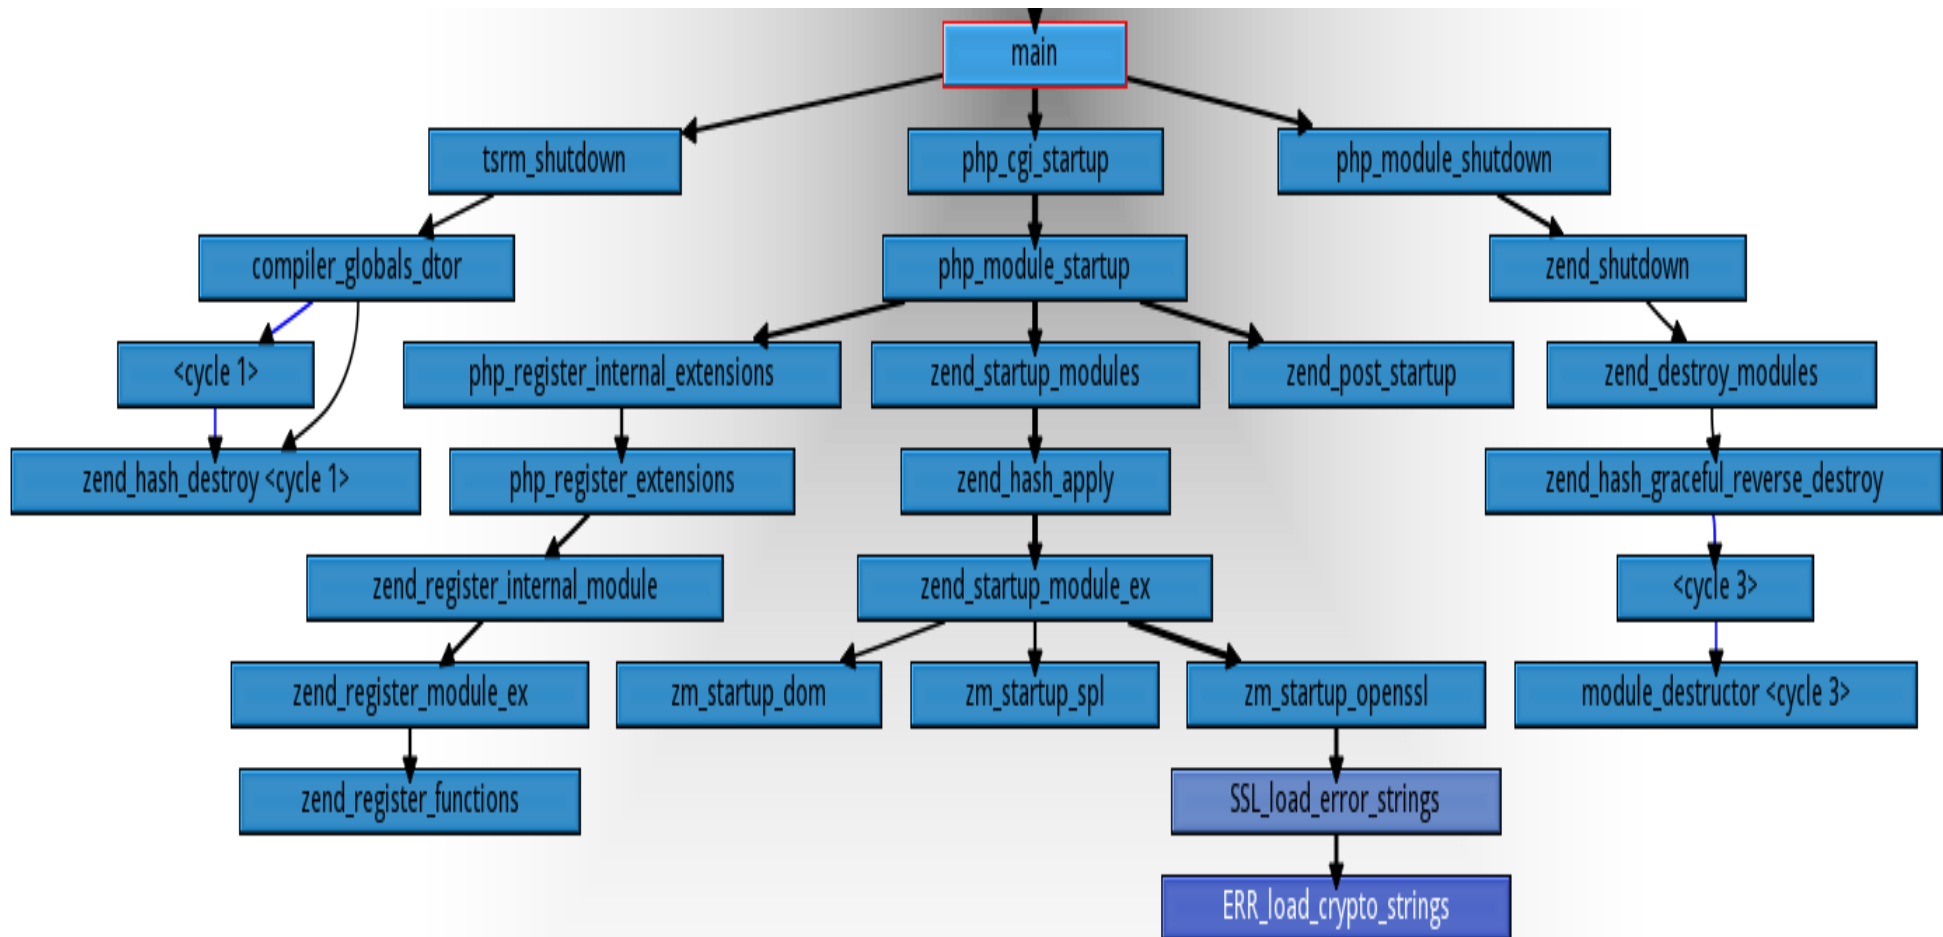 main
tsrm_shutdown
php_cgi_startup
php_module_shutdown
compiler_globals_dtor
php_module_startup
zend_shutdown
<cycle 1>
php_register_internal_extensions
zend_startup_modules
zend_post_startup
zend_destroy_modules
zend_hash_destroy <cycle 1>
php_register_extensions
zend_hash_apply
zend_hash_graceful_reverse_destroy
zend_register_internal_module
zend_startup_module_ex
<cycle 3>
zend_register_module_ex
zm_startup_dom
zm_startup_spl
zm_startup_openssl
module_destructor <cycle 3>
zend_register_functions
SSL_load_error_strings
ERR_load_crypto_strings